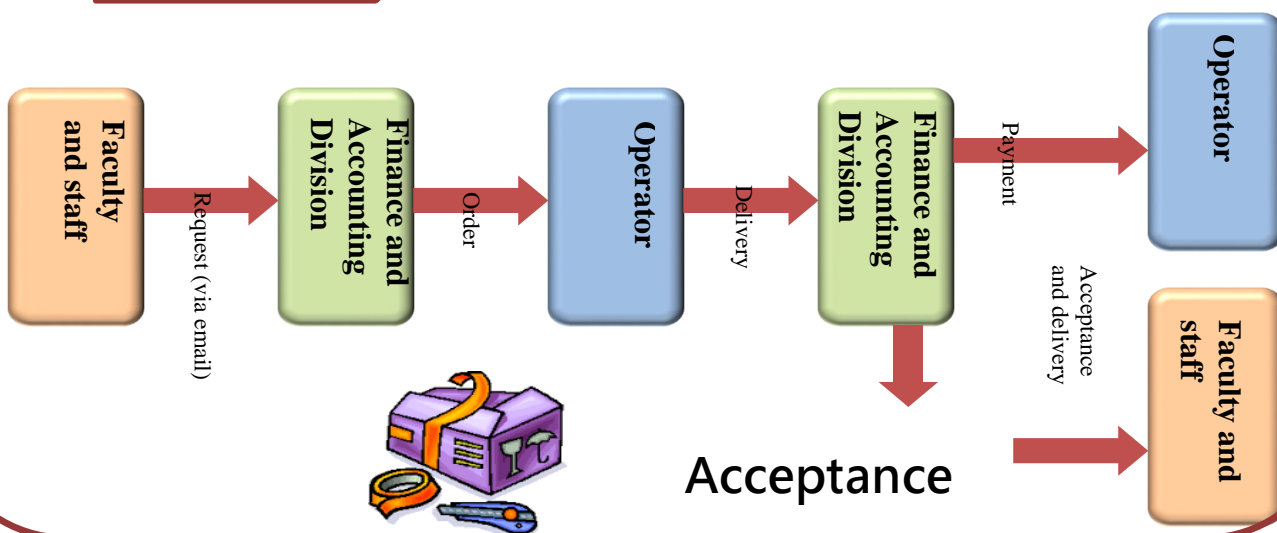 Faculty
and staff
Request (via email)
Finance and
Accounting
Division
Order
Operator
Delivery
Finance and
Accounting
Division
Payment
Operator
Acceptance
and delivery
Faculty and
staff
Acceptance